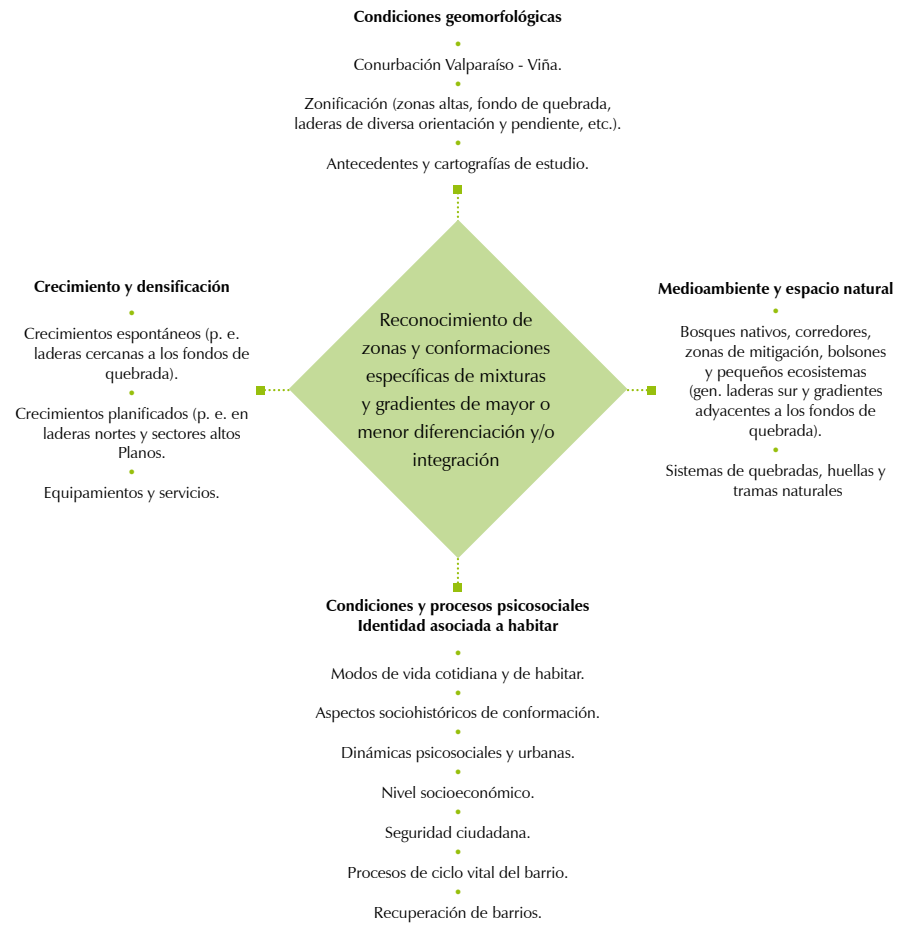 Condiciones geomorfológicas
Conurbación Valparaíso - Viña.
Zonificación (zonas altas, fondo de quebrada,
laderas de diversa orientación y pendiente, etc.).
Antecedentes y cartografías de estudio.
Crecimiento y densificación
Crecimientos espontáneos (p. e.
laderas cercanas a los fondos de
quebrada).
Crecimientos planificados (p. e. en
laderas nortes y sectores altos
Planos.
Equipamientos y servicios.
Reconocimiento de
zonas y conformaciones
específicas de mixturas
y gradientes de mayor o
menor diferenciación y/o
integración
Medioambiente y espacio natural
Bosques nativos, corredores,
zonas de mitigación, bolsones
y pequeños ecosistemas
(gen. laderas sur y gradientes
adyacentes a los fondos de
quebrada).
Sistemas de quebradas, huellas y
tramas naturales
Condiciones y procesos psicosociales
Identidad asociada a habitar
Modos de vida cotidiana y de habitar.
Aspectos sociohistóricos de conformación.
Dinámicas psicosociales y urbanas.
Nivel socioeconómico.
Seguridad ciudadana.
Procesos de ciclo vital del barrio.
Recuperación de barrios.